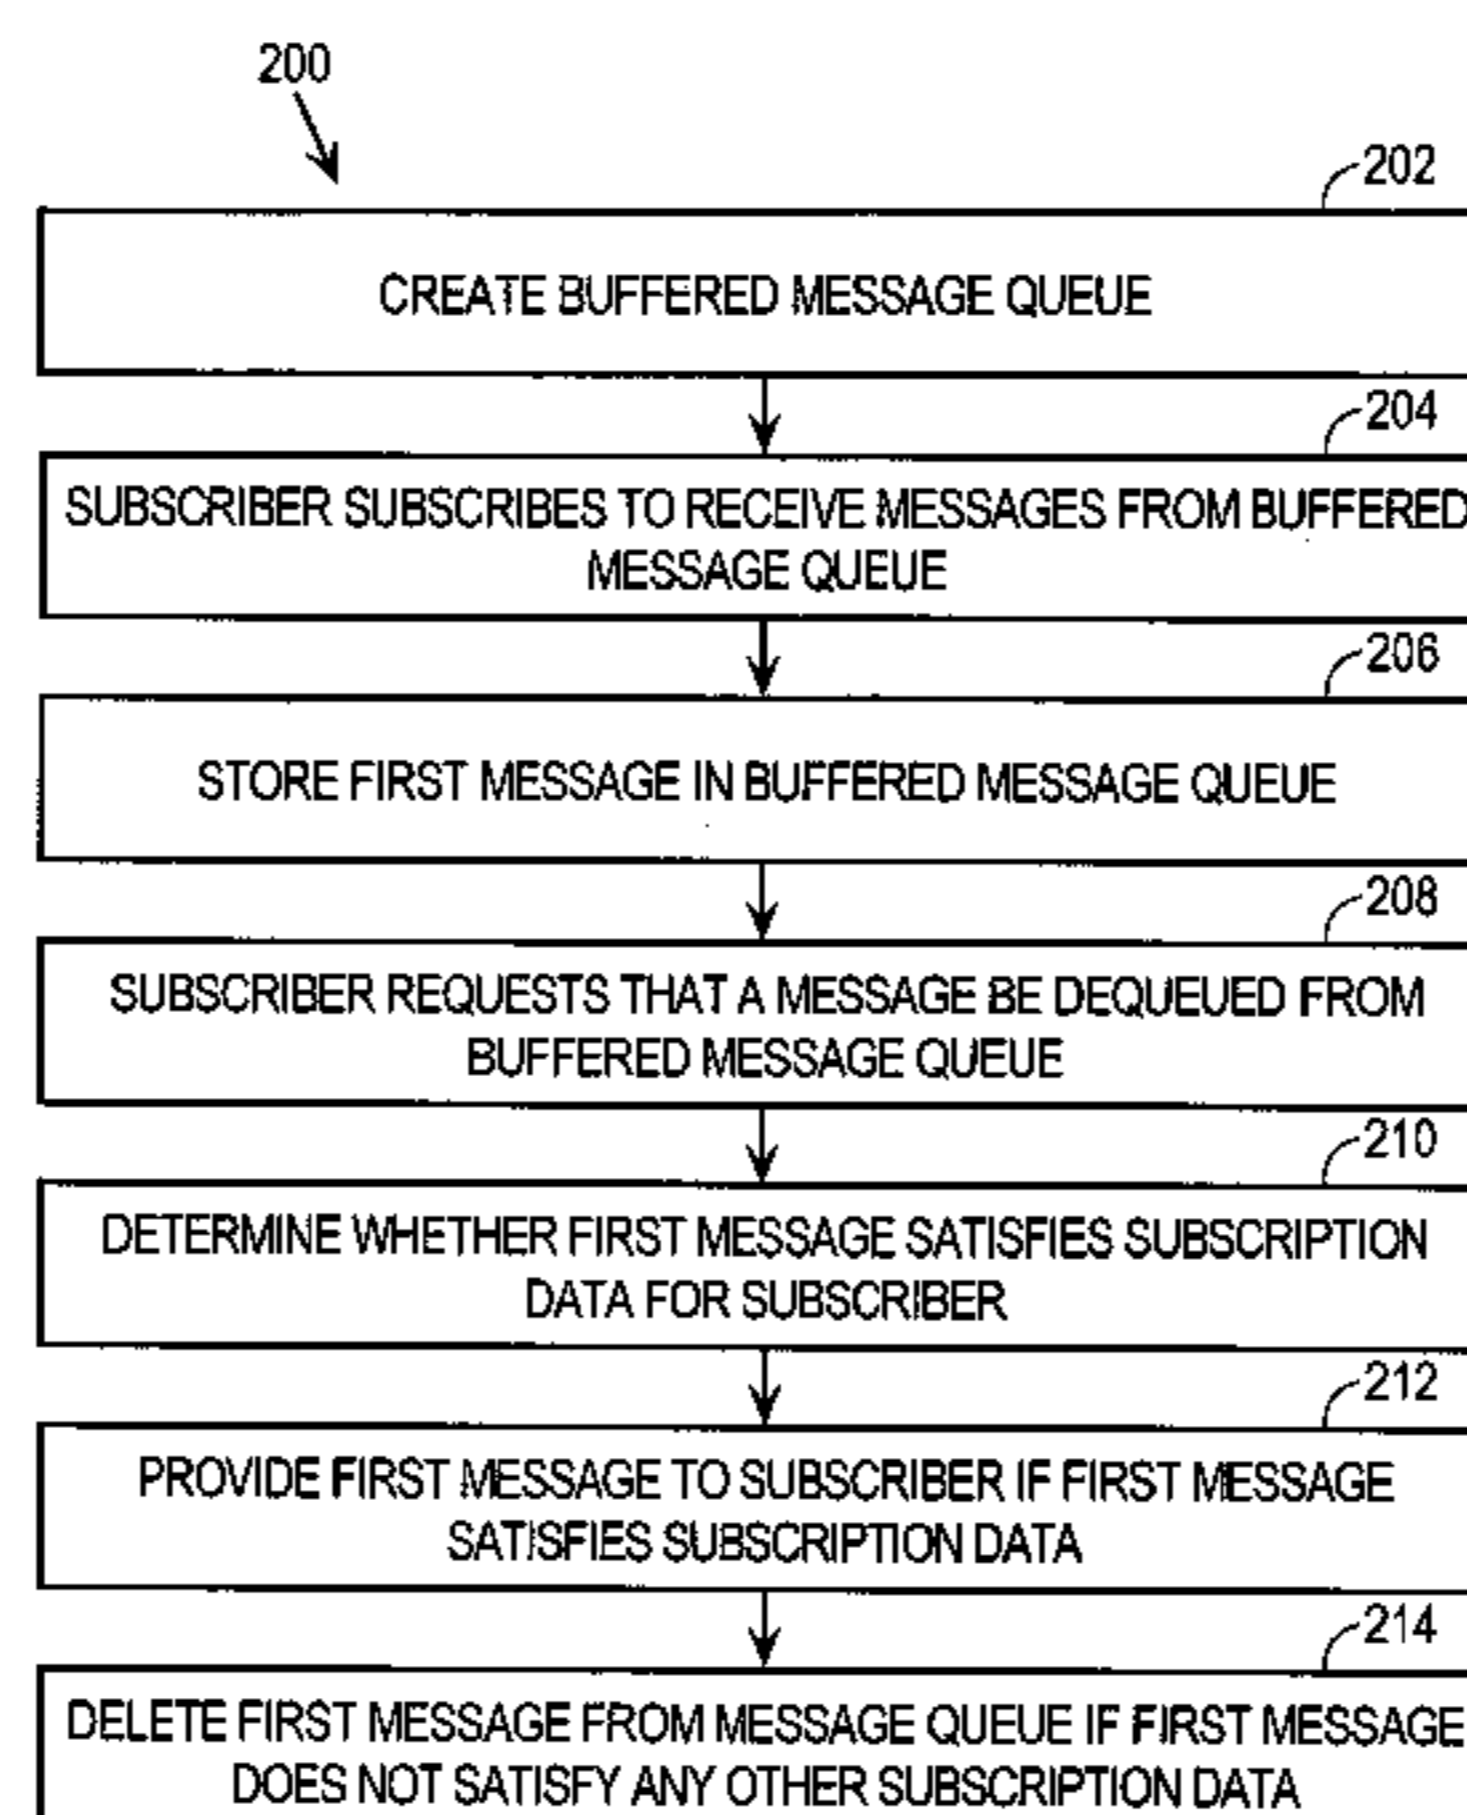 200
202
CREATE BUFFERED MESSAGE QUEUE
204
SUBSCRIBER SUBSCRIBES TO RECEIVE MESSAGES FROM BUFFERED
MESSAGE QUEUE
206
STORE FIRST MESSAGE IN BUFFERED MESSAGE QUEUE
208
SUBSCRIBER REQUESTS THAT A MESSAGE BE DEQUEUED FROM
BUFFERED MESSAGE QUEUE
210
DETERMINE WHETHER FIRST MESSAGE SATISFIES SUBSCRIPTION
DATA FOR SUBSCRIBER
212
PROVIDE FIRST MESSAGE TO SUBSCRIBER IF FIRST MESSAGE
SATISFIES SUBSCRIPTION DATA
214
DELETE FIRST MESSAGE FROM MESSAGE QUEUE IF FIRST MESSAGE
DOES NOT SATISFY ANY OTHER SUBSCRIPTION DATA